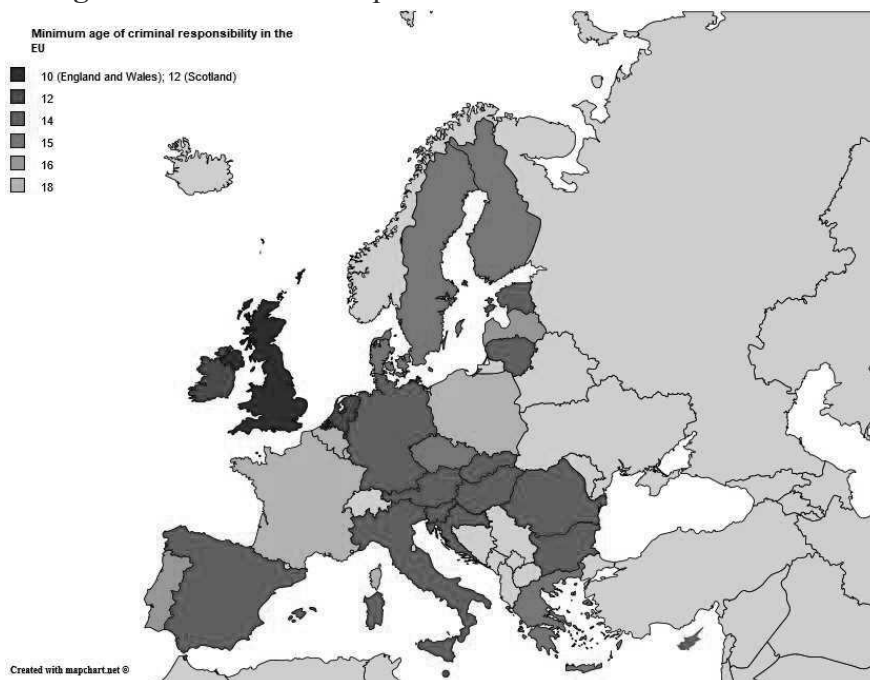 Minimum age of criminal responsibility in the
EU
10 (England and Wales); 12 (Scotland)
12
14
15
16
18
Created with mapchart.net ©